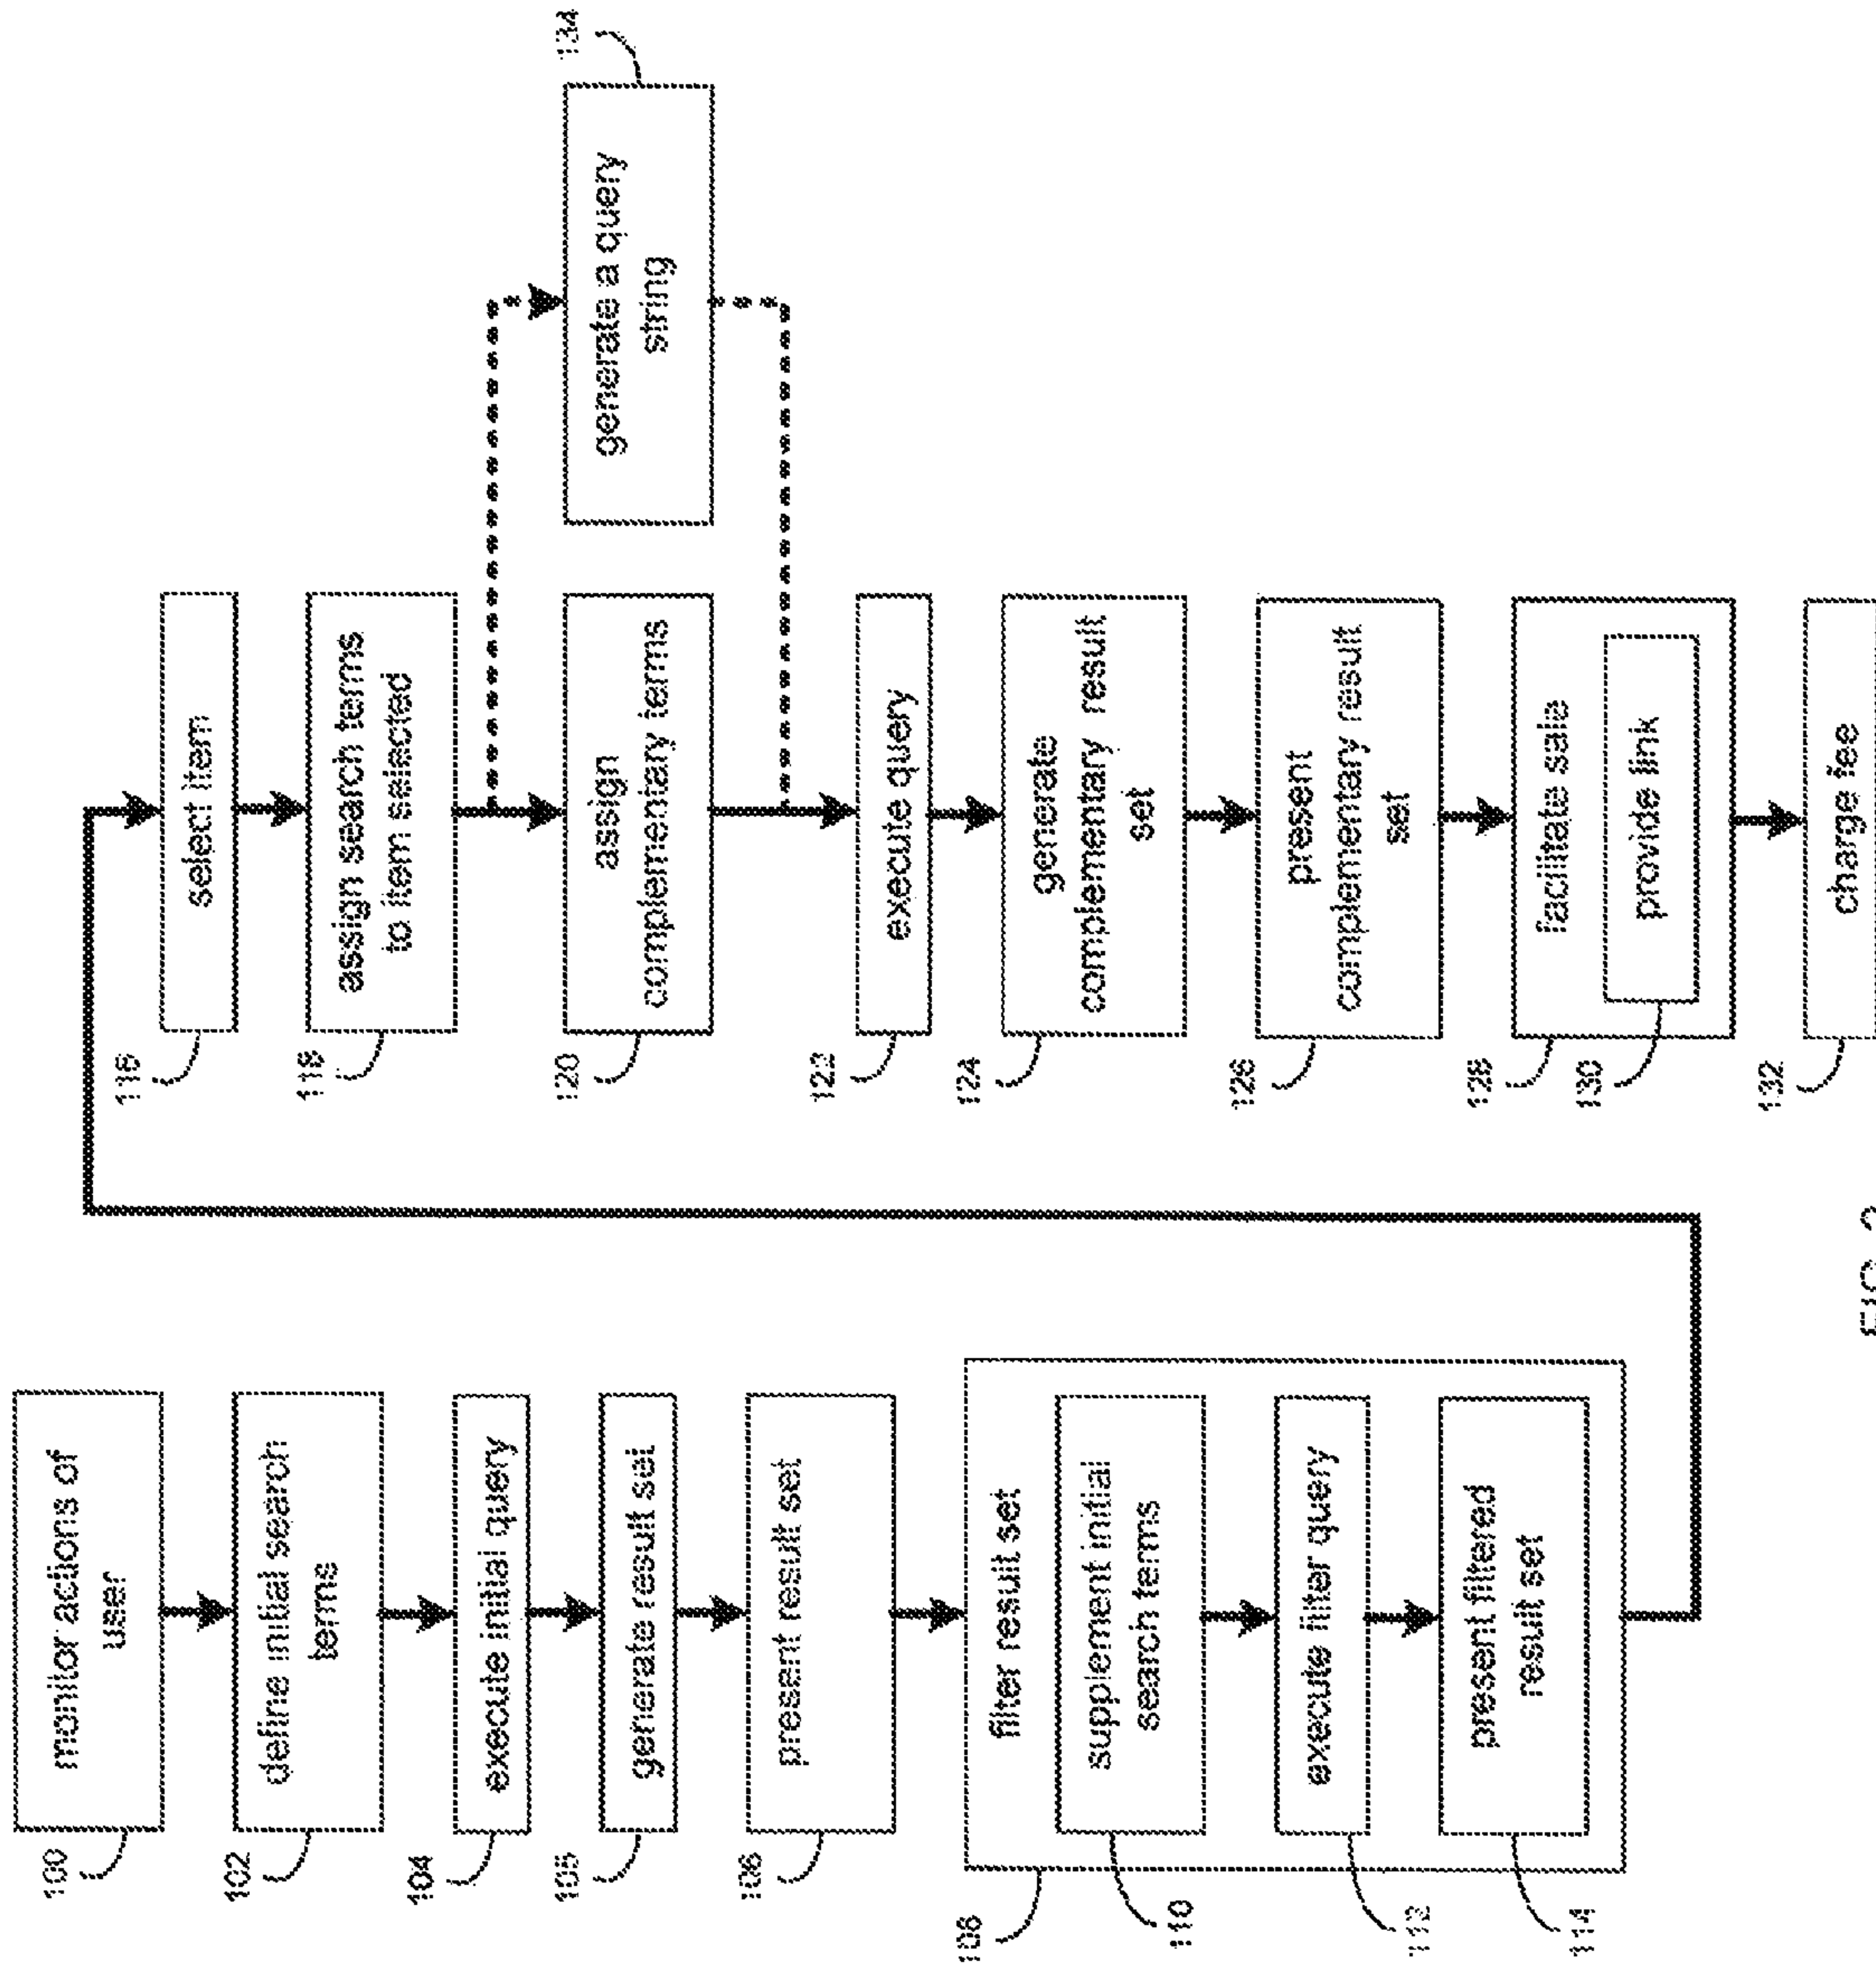 100
monitor actions of
user
102
define initial search
terms
104
execute initial query
105
generate result set
106
present result set
108
filter result set
110
supplement initial
search terms
112
execute filter query
114
present filtered
result set
116
select item
118
assign search terms
to item selected
120
assign
complementary terms
134
generate a query
string
122
execute query
124
generate
complementary result
set
126
present
complementary result
set
128
facilitate sale
130
provide link
132
charge fee
FIG.